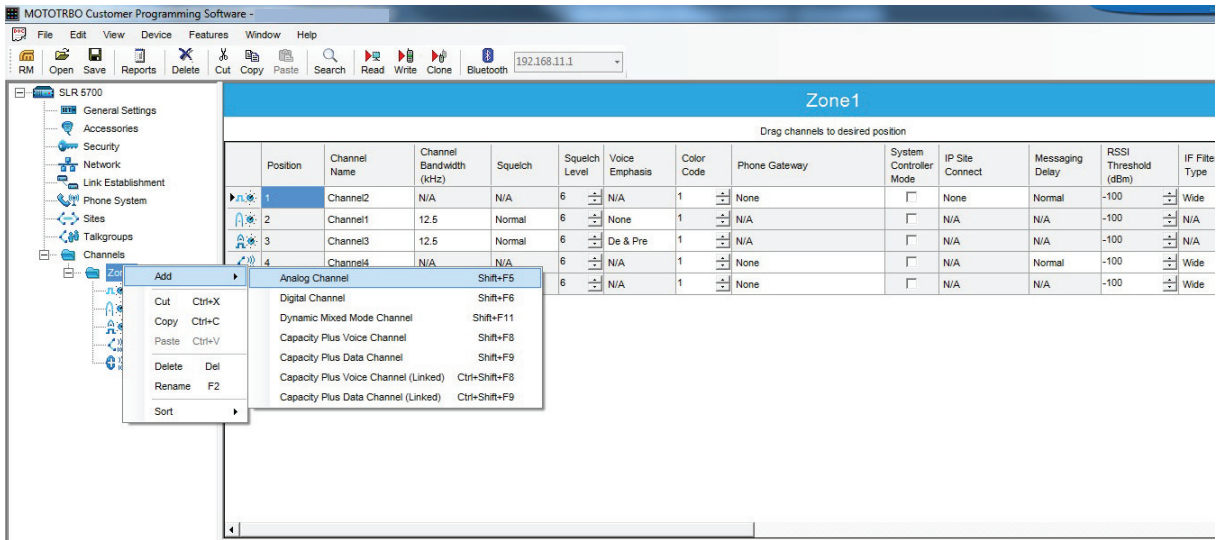 MOTOTRBO Customer Programming Software -
File Edit View Device Features Window Help
RM Open Save Reports Delete Cut Copy Paste Search Read Write Clone Bluetooth 192.168.11.1
SLR 5700
General Settings
Accessories
Security
Network
Link Establishment
Phone System
Sites
Talkgroups
Channels
Zon
Add
Cut Ctrl+X
Copy Ctrl+C
Paste Ctrl+V
Delete Del
Rename F2
Sort
Analog Channel Shift+F5
Digital Channel Shift+F6
Dynamic Mixed Mode Channel Shift+F11
Capacity Plus Voice Channel Shift+F8
Capacity Plus Data Channel Shift+F9
Capacity Plus Voice Channel (Linked) Ctrl+Shift+F8
Capacity Plus Data Channel (Linked) Ctrl+Shift+F9
Zone1
Drag channels to desired position
Position Channel Name Channel Bandwidth (kHz) Squelch Squelch Level Voice Emphasis Color Code Phone Gateway System Controller Mode IP Site Connect Messaging Delay RSSI Threshold (dBm) IF Filte Type
1 Channel2 N/A N/A 6 N/A 1 None None Normal -100 Wide
2 Channel1 12.5 Normal 6 None 1 N/A N/A N/A -100 N/A
3 Channel3 12.5 Normal 6 De & Pre 1 N/A N/A N/A -100 N/A
4 Channel4 N/A N/A 6 N/A 1 None N/A Normal -100 Wide
6 N/A 1 None N/A N/A -100 Wide